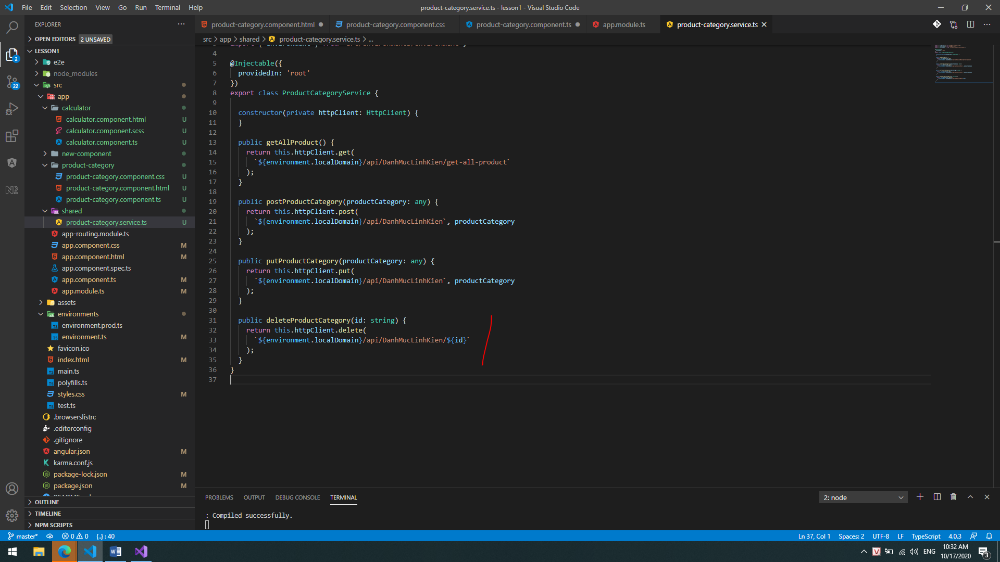 File Edit Selection View Go Run Terminal Help
product-category.service.ts - lesson1 - Visual Studio Code
EXPLORER
product-category.component.html
product-category.component.css
product-category.component.ts
app.module.ts
product-category.service.ts
OPEN EDITORS 2 UNSAVED
src > app > shared > product-category.service.ts > ...
LESSON1
e2e
node_modules
src
app
calculator
calculator.component.html U
calculator.component.scss U
calculator.component.ts U
new-component
product-category
product-category.component.css U
product-category.component.html U
product-category.component.ts U
shared
product-category.service.ts U
app-routing.module.ts
app.component.css M
app.component.html M
app.component.spec.ts
app.component.ts M
app.module.ts M
assets
environments
environment.prod.ts
environment.ts M
favicon.ico
index.html M
main.ts
polyfills.ts
styles.css M
test.ts
.browserslistrc
.editorconfig
.gitignore
angular.json M
karma.conf.js
package-lock.json M
package.json M
OUTLINE
TIMELINE
NPM SCRIPTS
2
22
4
5 @Injectable({
6 providedIn: 'root'
7 })
8 export class ProductCategoryService {
9
10 constructor(private httpClient: HttpClient) {
11 }
12
13 public getAllProduct() {
14 return this.httpClient.get(
15 `${environment.localDomain}/api/DanhMucLinhKien/get-all-product`
16 );
17 }
18
19 public postProductCategory(productCategory: any) {
20 return this.httpClient.post(
21 `${environment.localDomain}/api/DanhMucLinhKien`, productCategory
22 );
23 }
24
25 public putProductCategory(productCategory: any) {
26 return this.httpClient.put(
27 `${environment.localDomain}/api/DanhMucLinhKien`, productCategory
28 );
29 }
30
31 public deleteProductCategory(id: string) {
32 return this.httpClient.delete(
33 `${environment.localDomain}/api/DanhMucLinhKien/${id}`
34 );
35 }
36 }
37
PROBLEMS OUTPUT DEBUG CONSOLE TERMINAL
2: node
: Compiled successfully.
master* 0 0 {..} : 40
Ln 37, Col 1 Spaces: 2 UTF-8 LF TypeScript 4.0.3
ENG
10:32 AM
10/17/2020
3